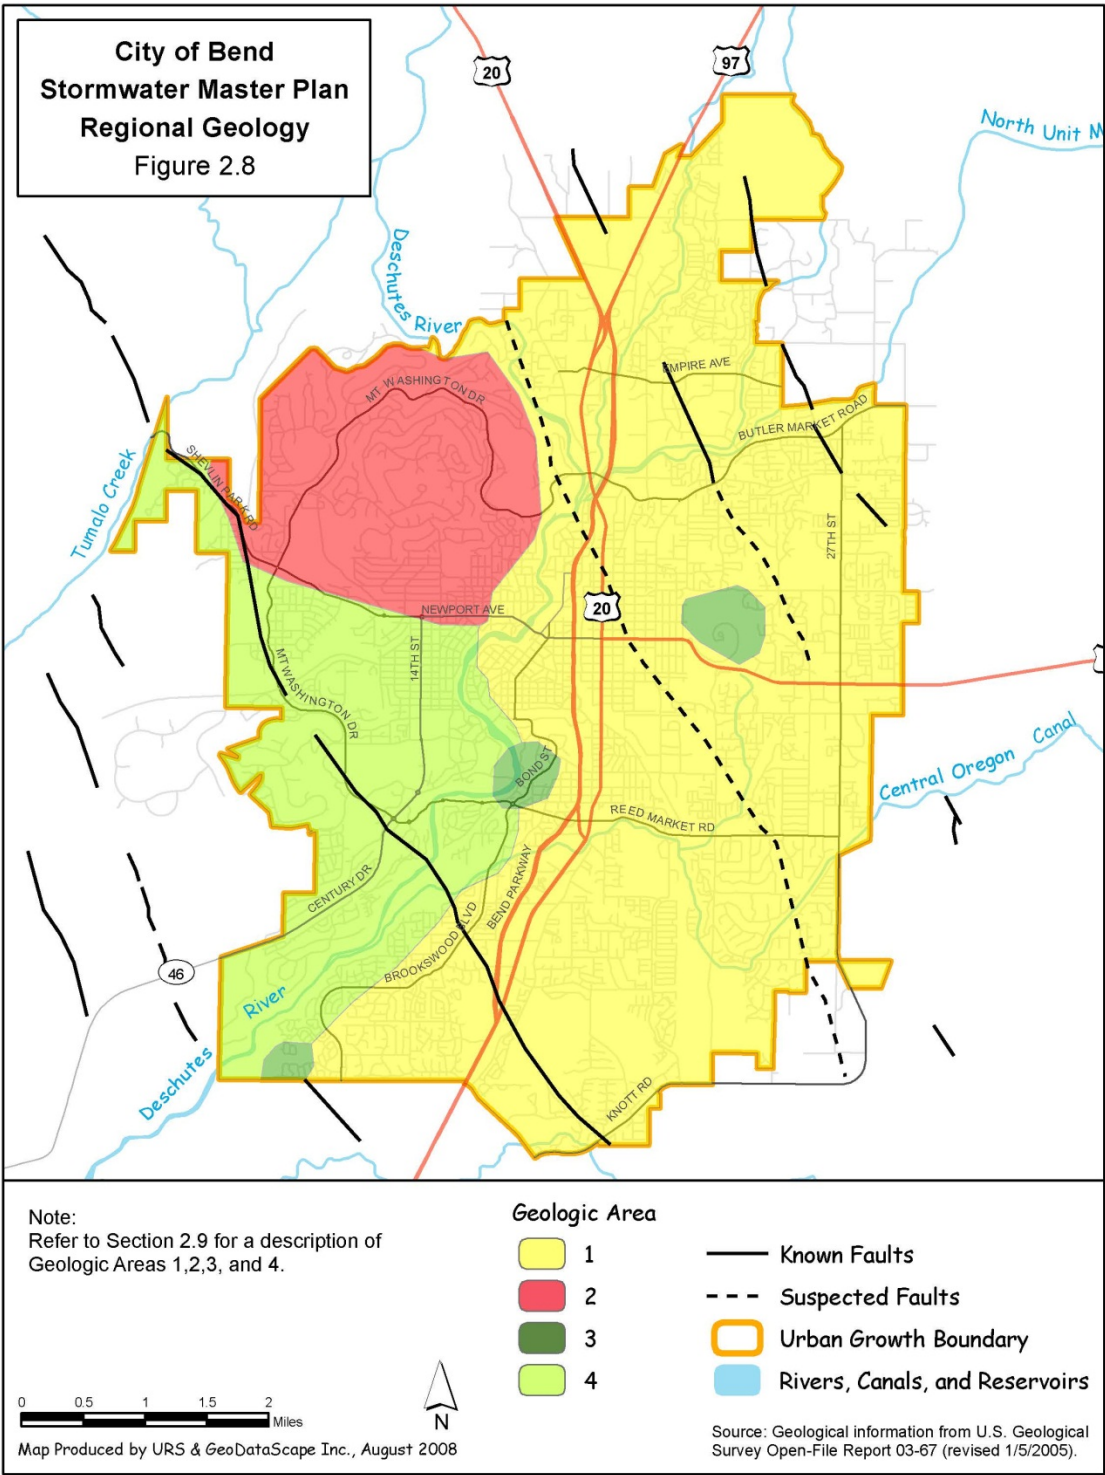 City of Bend
Stormwater Master Plan
Regional Geology
Figure 2.8
20
97
North Unit M
Deschutes River
EMPIRE AVE
MT WASHINGTON DR
BUTLER MARKET ROAD
SHEVLIN PARK RD
Tumalo Creek
27TH ST
20
NEWPORT AVE
14TH ST
MT WASHINGTON DR
BOND ST
Central Oregon Canal
REED MARKET RD
CENTURY DR
BEND PARKWAY
BROOKSWOOD BLVD
46
River
Deschutes
KNOTT RD
Note:
Refer to Section 2.9 for a description of
Geologic Areas 1,2,3, and 4.
Geologic Area
1
2
3
4
Known Faults
Suspected Faults
Urban Growth Boundary
Rivers, Canals, and Reservoirs
0 0.5 1 1.5 2
Miles
N
Map Produced by URS & GeoDataScape Inc., August 2008
Source: Geological information from U.S. Geological
Survey Open-File Report 03-67 (revised 1/5/2005).